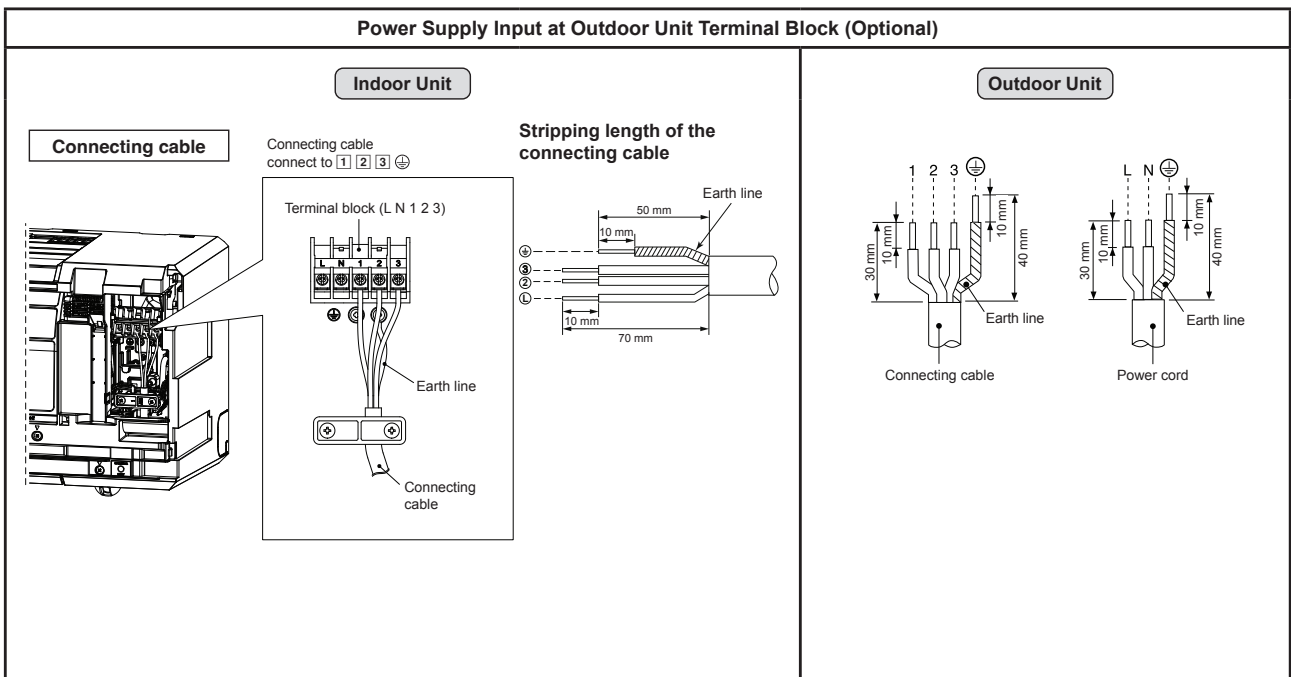 Power Supply Input at Outdoor Unit Terminal Block (Optional)
Indoor Unit
Connecting cable
Connecting cable
connect to 1 2 3 ⏚
Terminal block (L N 1 2 3)
L N 1 2 3
Earth line
Connecting
cable
Stripping length of the
connecting cable
Earth line
50 mm
10 mm
③
②
Ⓛ
10 mm
70 mm
Outdoor Unit
1 2 3
30 mm
10 mm
10 mm
40 mm
Earth line
Connecting cable
L N
30 mm
10 mm
10 mm
40 mm
Earth line
Power cord